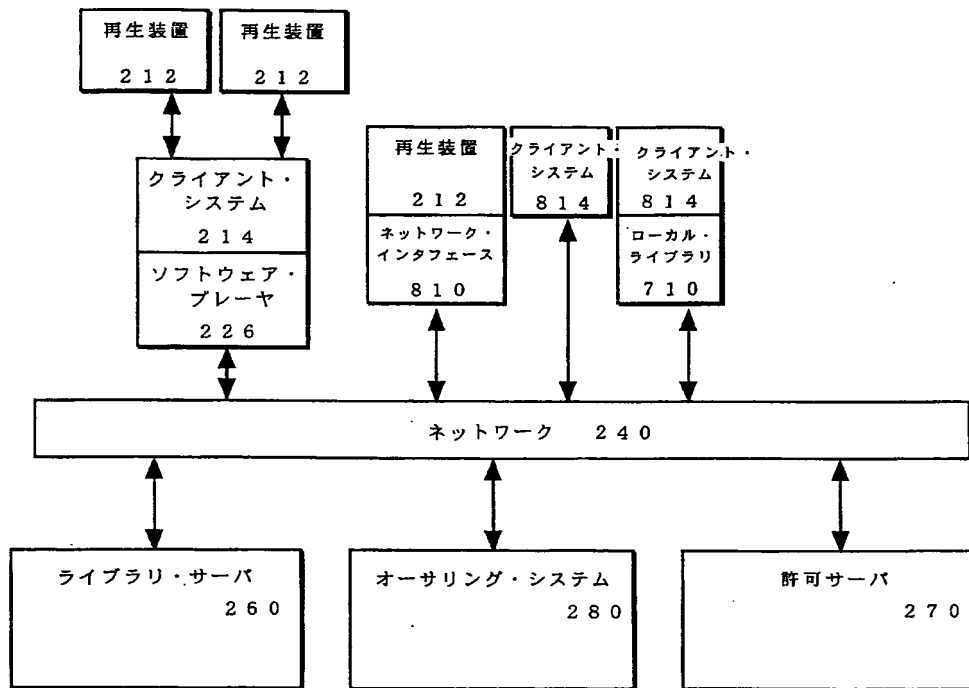 再生装置
212
再生装置
212
クライアント・
システム
214
ソフトウェア・
プレーヤ
226
再生装置
212
ネットワーク・
インタフェース
810
クライアント・
システム
814
クライアント・
システム
814
ローカル・
ライブラリ
710
ネットワーク 240
ライブラリ・サーバ
260
オーサリング・システム
280
許可サーバ
270